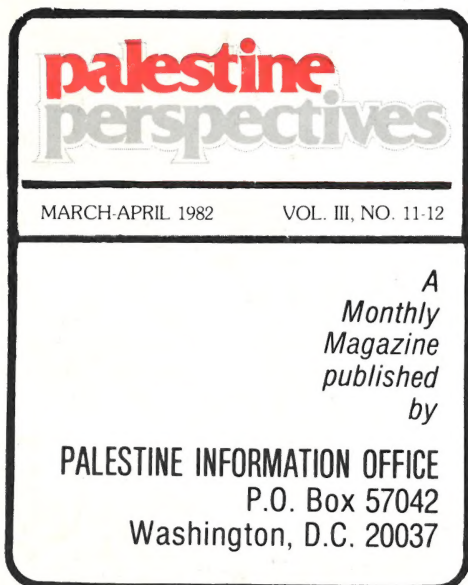 palestine
perspectives
MARCH-APRIL 1982 VOL. III, NO. 11-12
A
Monthly
Magazine
published
by
PALESTINE INFORMATION OFFICE
P.O. Box 57042
Washington, D.C. 20037